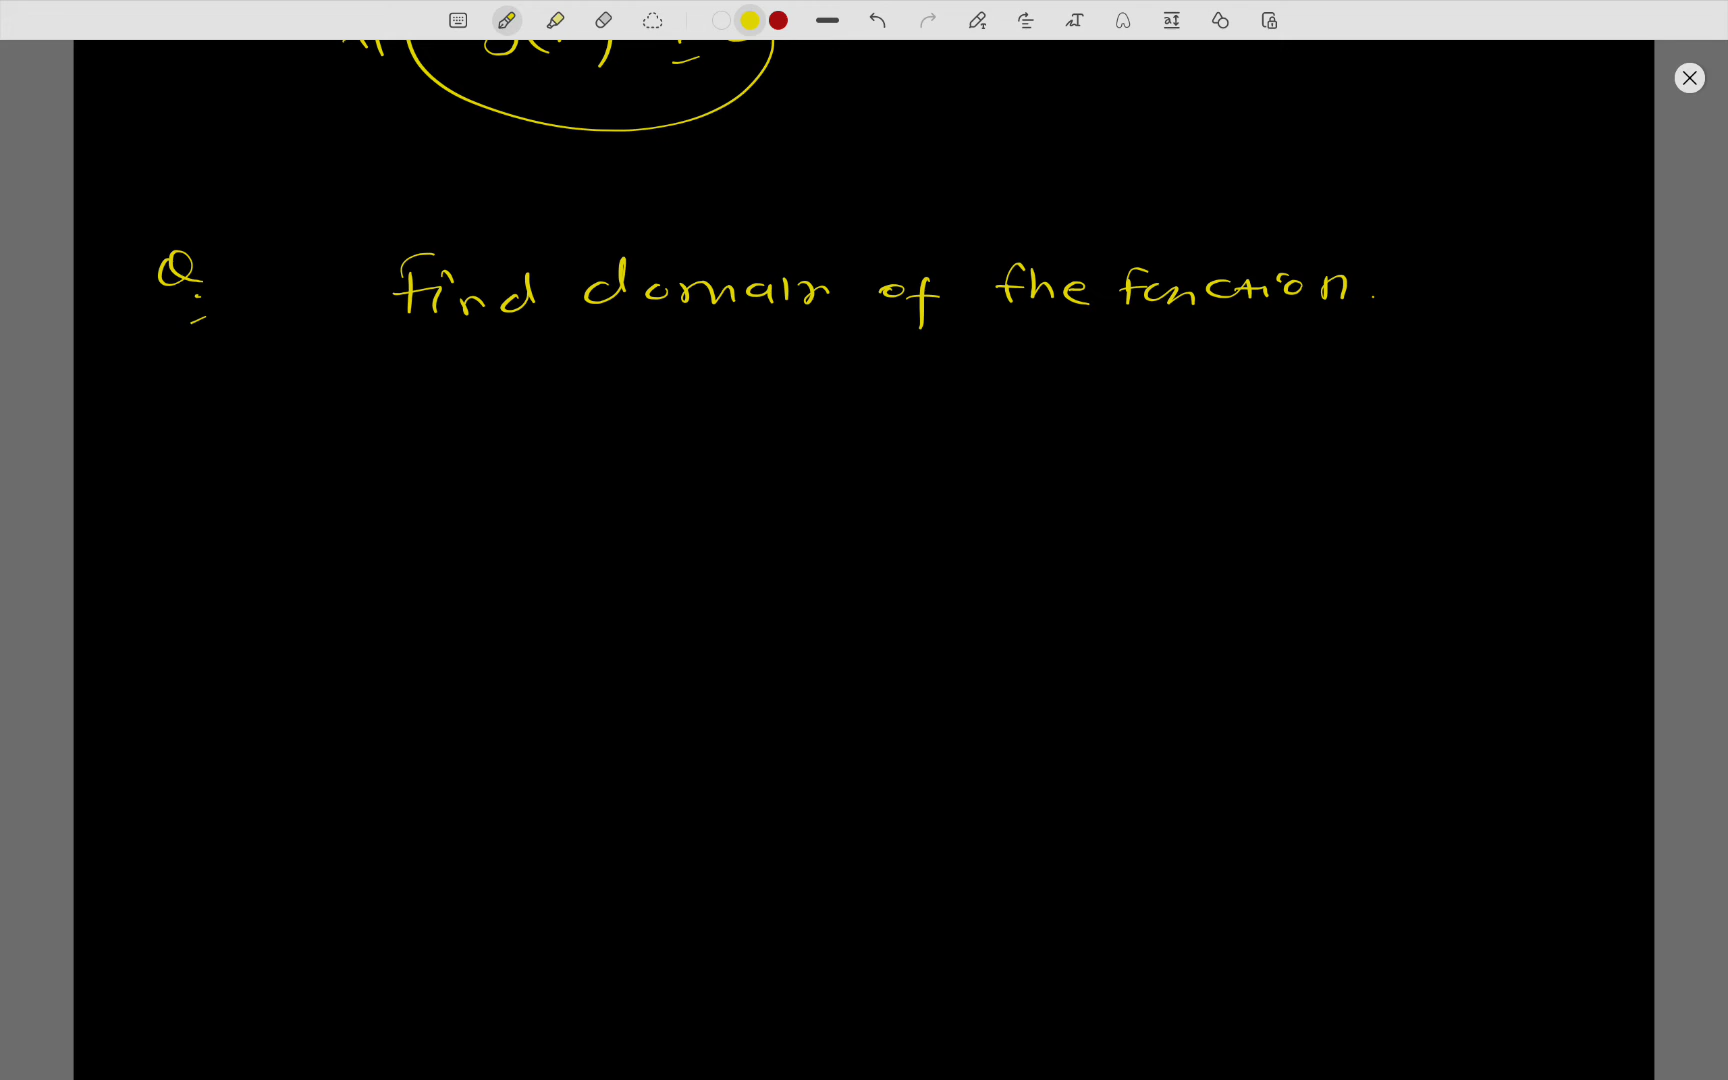 g(x)
Q: Find domain of the function.